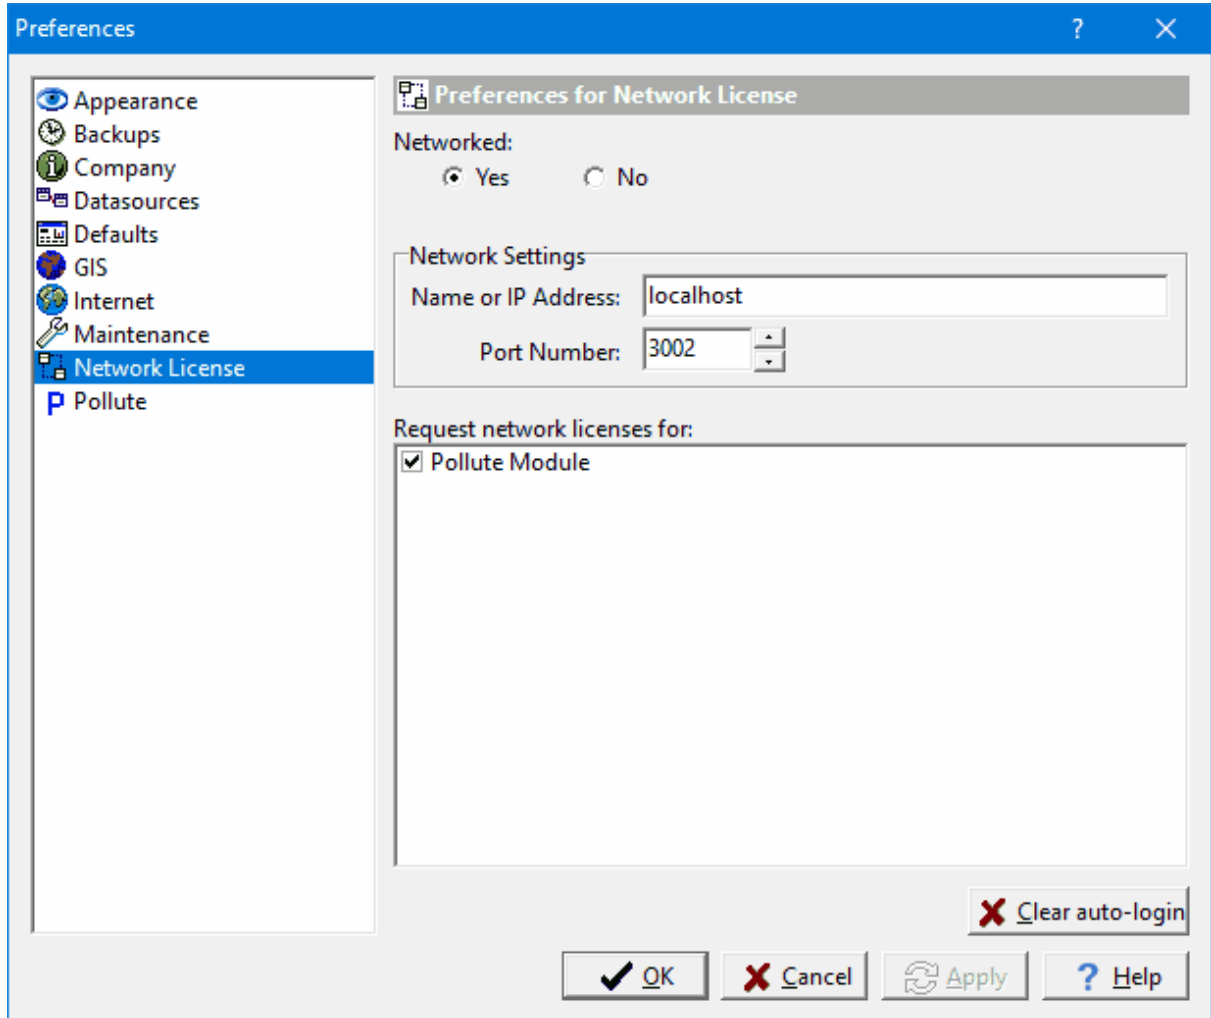 Preferences
Appearance
Backups
Company
Datasources
Defaults
GIS
Internet
Maintenance
Network License
P Pollute
Preferences for Network License
Networked:
Yes No
Network Settings
Name or IP Address: localhost
Port Number: 3002
Request network licenses for:
Pollute Module
Clear auto-login
OK Cancel Apply ? Help